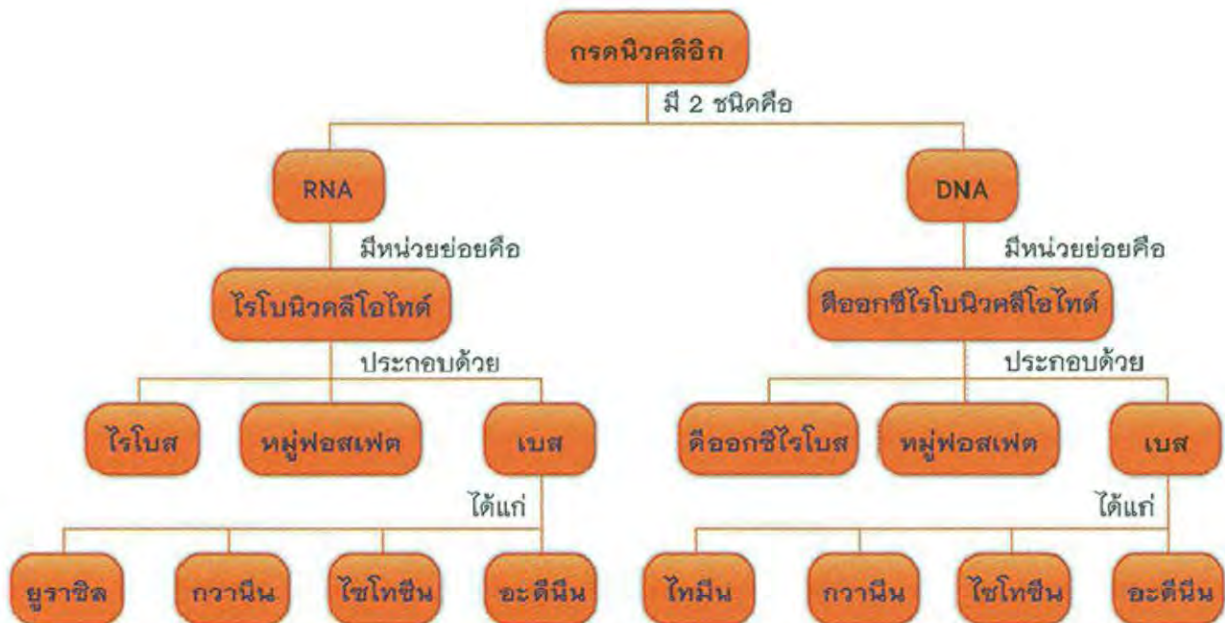 กรดนิวคลิอิก
มี 2 ชนิดคือ
RNA
DNA
มีหน่วยย่อยคือ
มีหน่วยย่อยคือ
ไรโบนิวคลีโอไทด์
ดีออกซีไรโบนิวคลีโอไทด์
ประกอบด้วย
ประกอบด้วย
ไรโบส
หมู่ฟอสเฟต
เบส
ดีออกซีไรโบส
หมู่ฟอสเฟต
เบส
ได้แก่
ได้แก่
ยูราซิล
กวานีน
ไซโทซีน
อะดีนีน
ไทมีน
กวานีน
ไซโทซีน
อะดีนีน